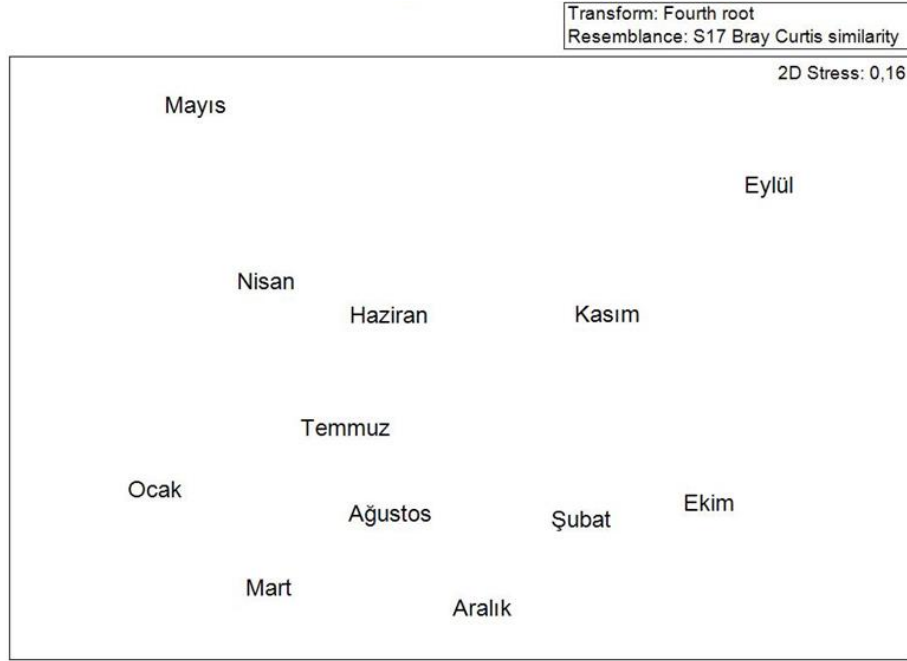 Transform: Fourth root
Resemblance: S17 Bray Curtis similarity
2D Stress: 0,16
Mayıs
Eylül
Nisan
Haziran
Kasım
Temmuz
Ocak
Ağustos
Şubat
Ekim
Mart
Aralık